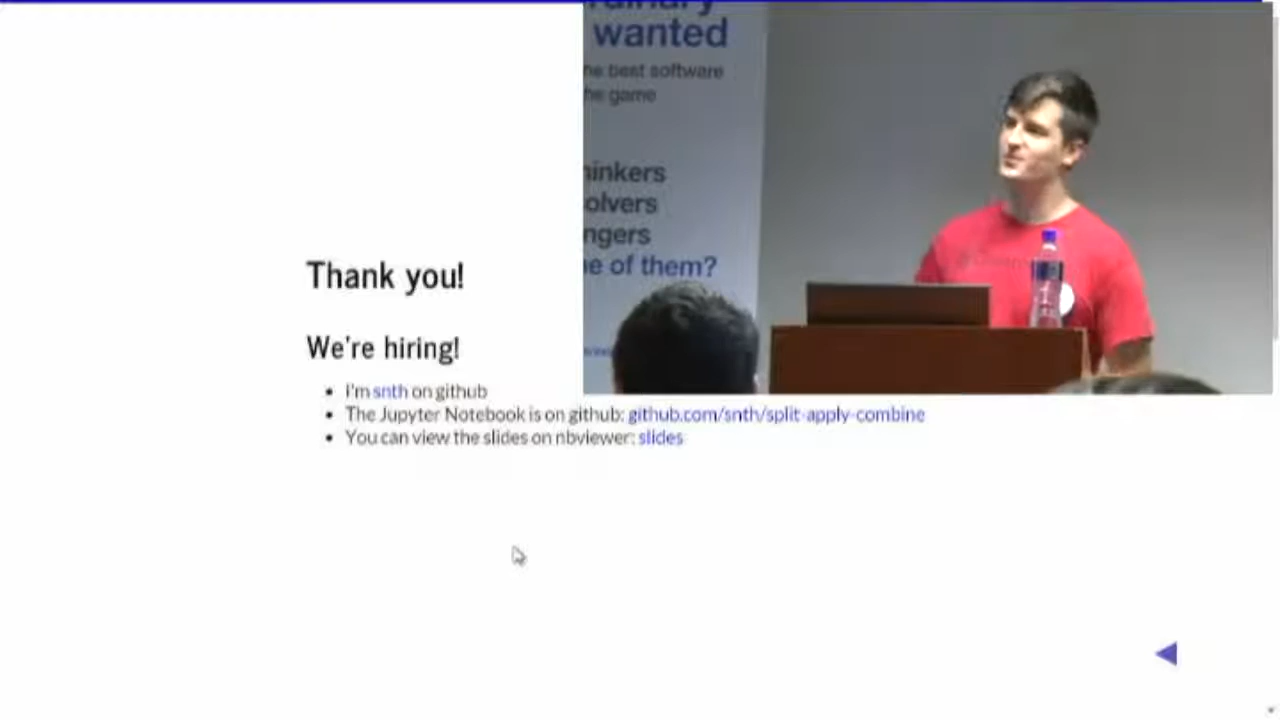 wanted
he best software
he game
hinkers
olvers
ngers
e of them?
Thank you!
We're hiring!
I'm snth on github
The Jupyter Notebook is on github: github.com/snth/split-apply-combine
You can view the slides on nbviewer: slides